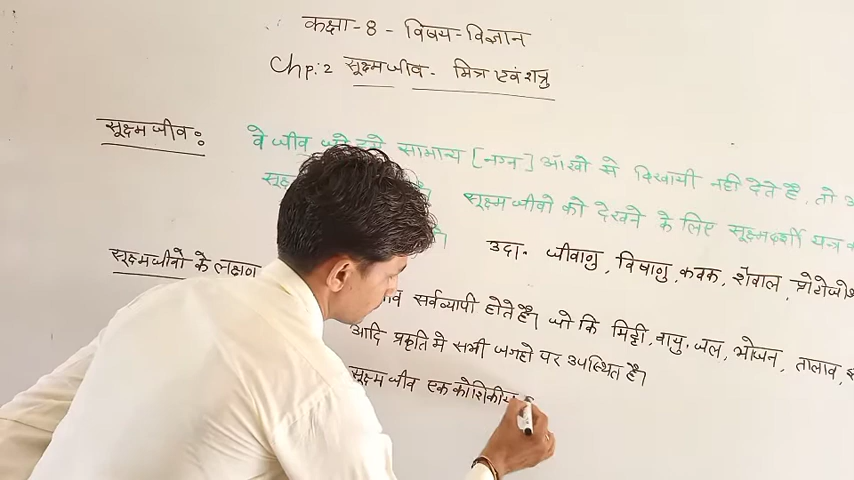 कक्षा-8 - विषय-विज्ञान
Chp:2 सूक्ष्मजीव- मित्र एवं शत्रु
सूक्ष्मजीव:
वे जीव जो हमे सामान्य [नग्न] आँखो से दिखायी नही देते है, तो
सूक्ष्मजीवो को देखने के लिए सूक्ष्मदर्शी यन्त्र
उदा- जीवाणु, विषाणु, कवक, शैवाल,
सूक्ष्मजीवो के लक्षण
सर्वव्यापी होते है। जो कि मिट्टी, वायु, जल, भोजन, तालाब,
आदि प्रकृति मे सभी जगहो पर उपस्थित है।
सूक्ष्म जीव एक कोशिकीय